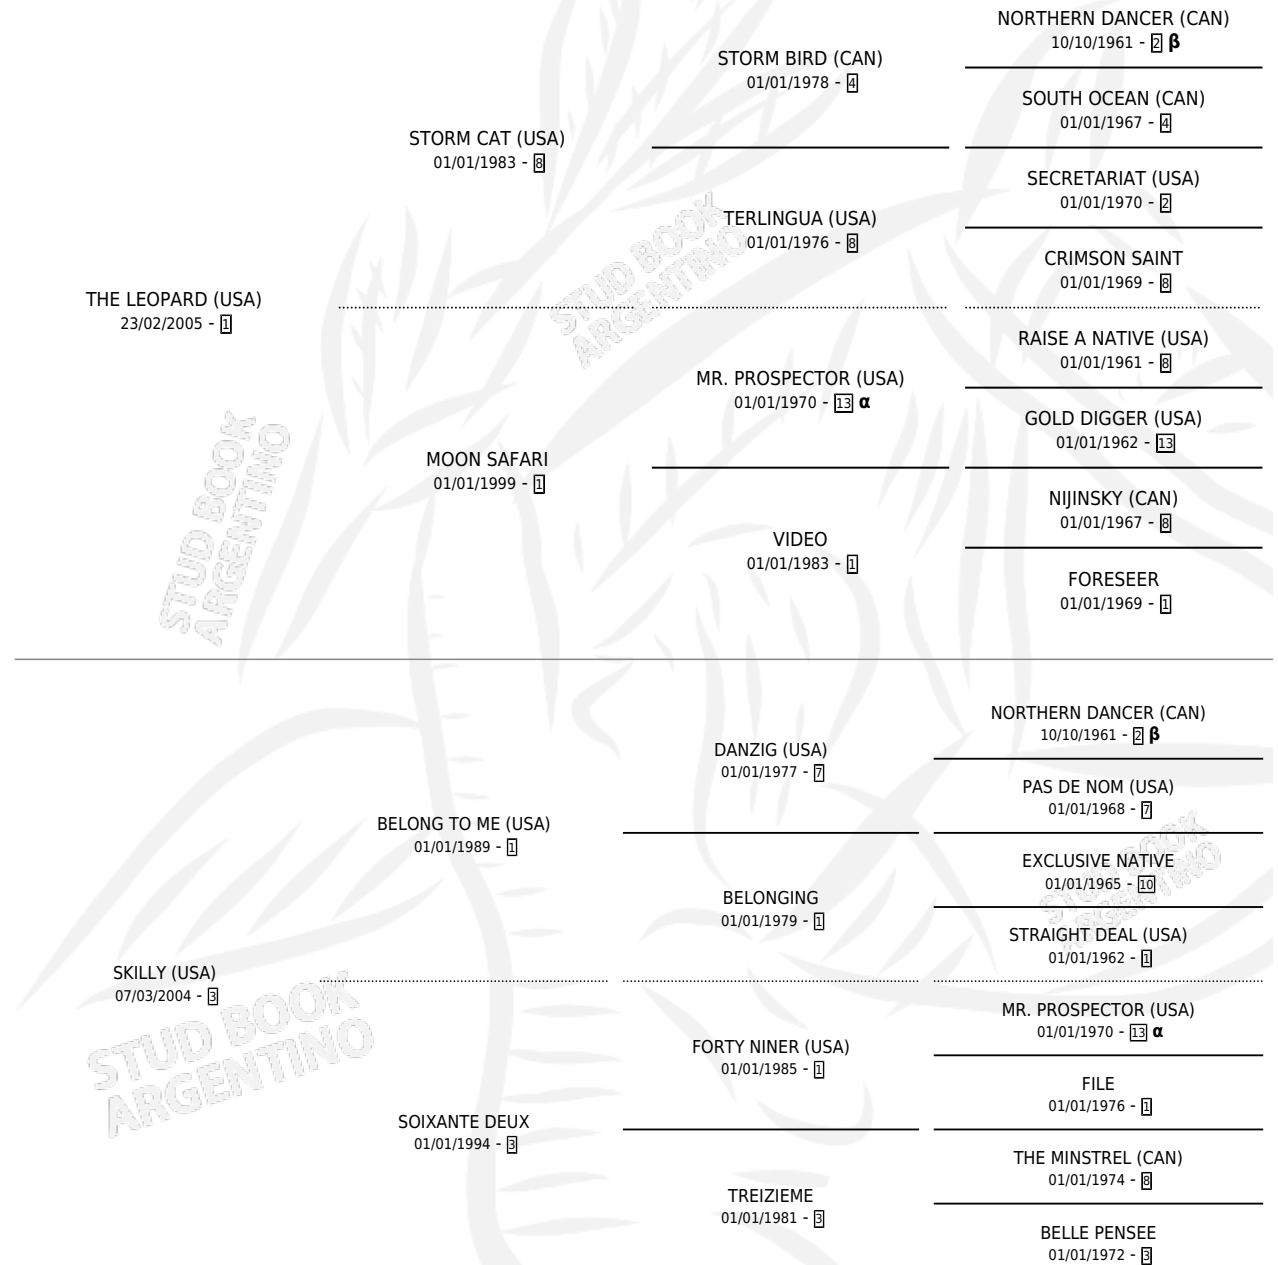 NORTHERN DANCER (CAN)
10/10/1961 - 2 β
STORM BIRD (CAN)
01/01/1978 - 4
SOUTH OCEAN (CAN)
01/01/1967 - 4
STORM CAT (USA)
01/01/1983 - 8
SECRETARIAT (USA)
01/01/1970 - 2
TERLINGUA (USA)
01/01/1976 - 8
CRIMSON SAINT
01/01/1969 - 8
STUD BOOK
ARGENTINO
THE LEOPARD (USA)
23/02/2005 - 1
RAISE A NATIVE (USA)
01/01/1961 - 8
MR. PROSPECTOR (USA)
01/01/1970 - 13 α
GOLD DIGGER (USA)
01/01/1962 - 13
MOON SAFARI
01/01/1999 - 1
NIJINSKY (CAN)
01/01/1967 - 8
VIDEO
01/01/1983 - 1
FORESEER
01/01/1969 - 1
STUD BOOK
ARGENTINO
NORTHERN DANCER (CAN)
10/10/1961 - 2 β
DANZIG (USA)
01/01/1977 - 7
PAS DE NOM (USA)
01/01/1968 - 7
BELONG TO ME (USA)
01/01/1989 - 1
EXCLUSIVE NATIVE
01/01/1965 - 10
BELONGING
01/01/1979 - 1
STRAIGHT DEAL (USA)
01/01/1962 - 1
STUD BOOK
ARGENTINO
SKILLY (USA)
07/03/2004 - 3
MR. PROSPECTOR (USA)
01/01/1970 - 13 α
FORTY NINER (USA)
01/01/1985 - 1
FILE
01/01/1976 - 1
SOIXANTE DEUX
01/01/1994 - 3
THE MINSTREL (CAN)
01/01/1974 - 8
TREIZIEME
01/01/1981 - 3
BELLE PENSEE
01/01/1972 - 3
STUD BOOK
ARGENTINO